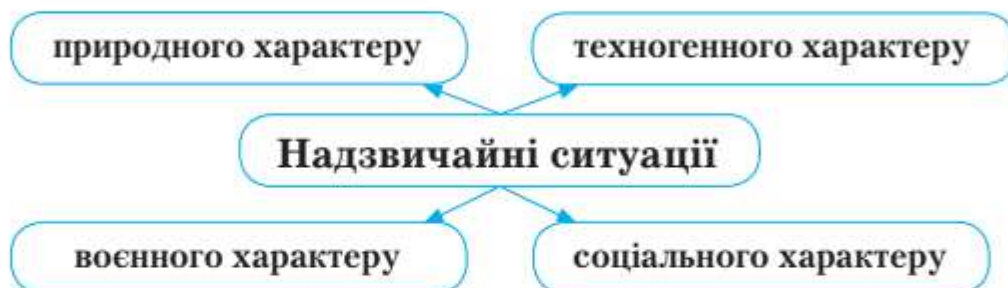 природного характеру
техногенного характеру
Надзвичайні ситуації
воєнного характеру
соціального характеру